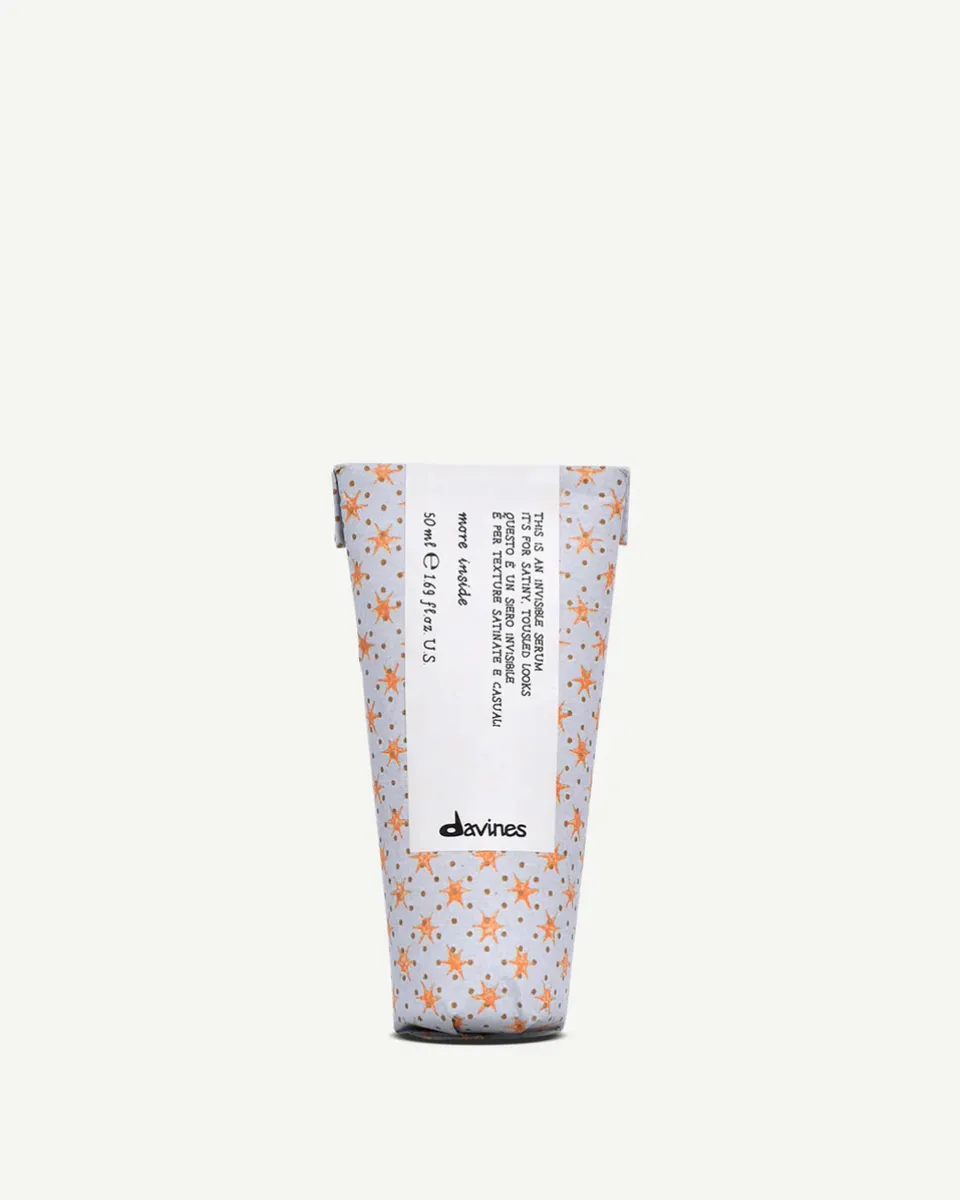 THIS IS AN INVISIBLE SERUM
IT'S FOR SATINY, TOUSLED LOOKS
QUESTO É UN SIERO INVISIBILE
É PER TEXTURE SATINATE E CASUALI
more inside
50 ml ℮ 1.69 fl.oz. U.S.
davines